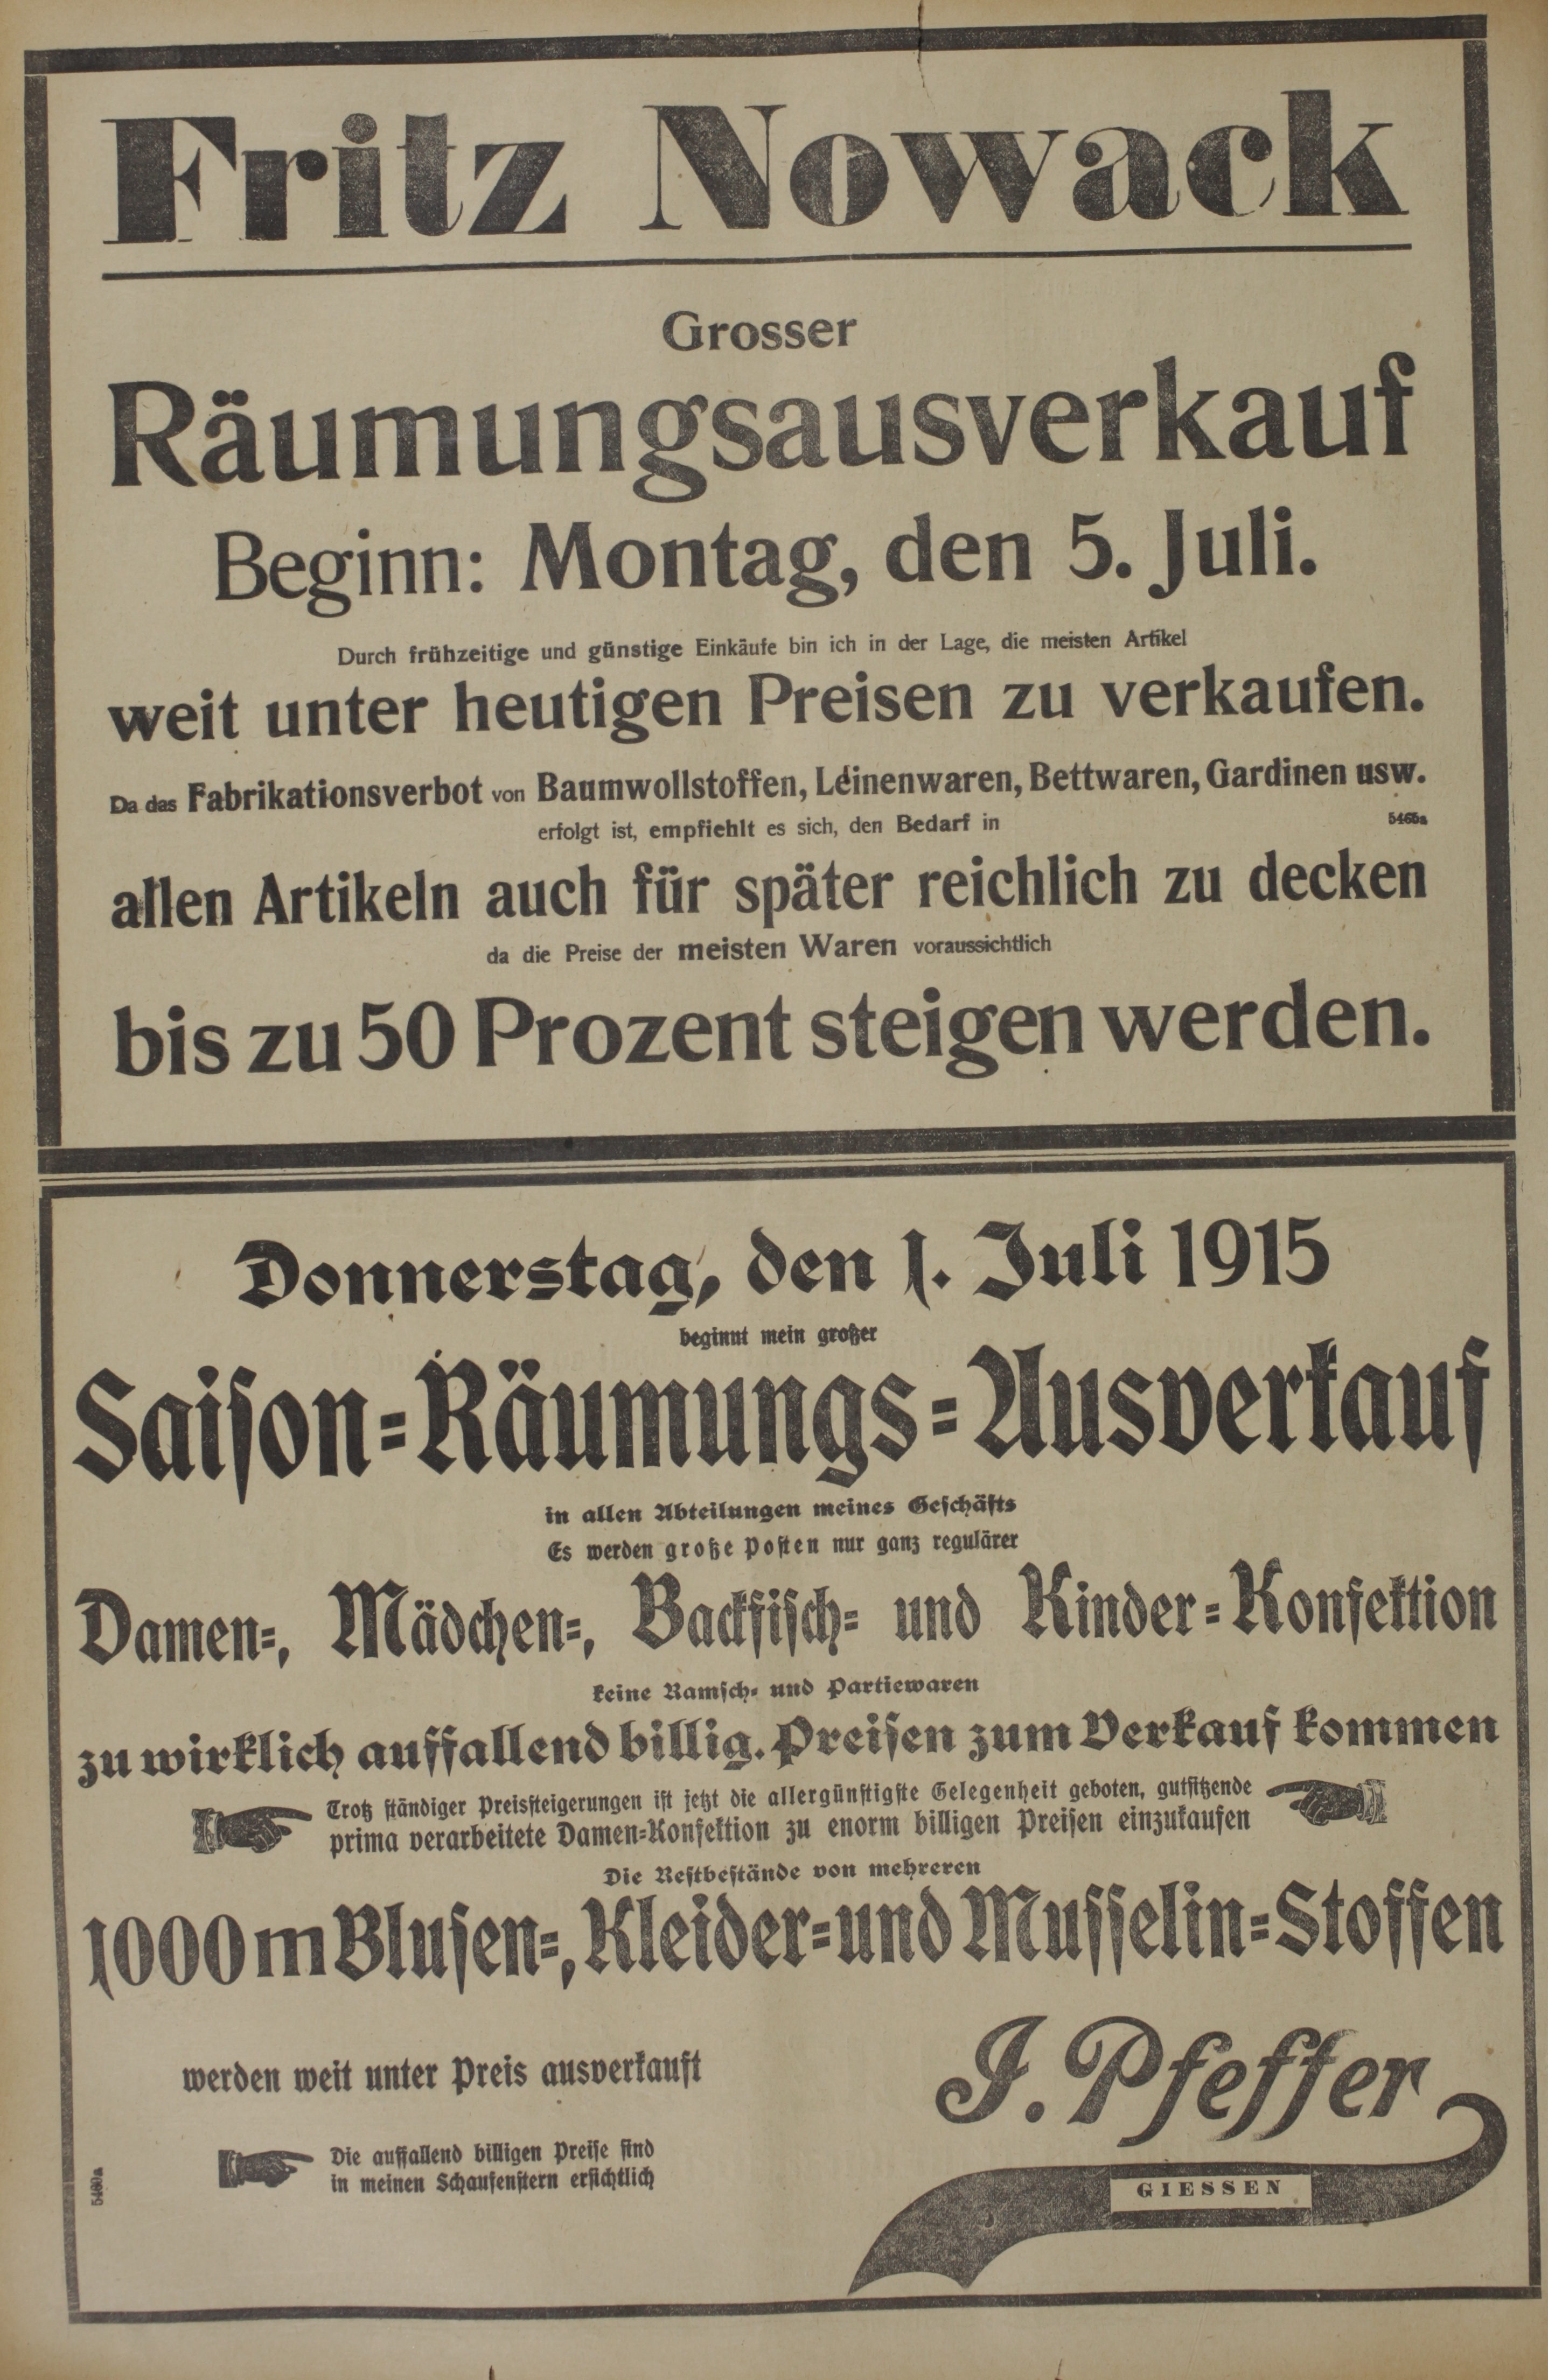 Fritz Nowack
Grosser
Räumungsausverkauf
Beginn: Montag, den 5. Juli.
Durch frühzeitige und günstige Einkäufe bin ich in der Lage, die meisten Artikel
weit unter heutigen Preisen zu verkaufen.
Da das Fabrikationsverbot von Baumwollstoffen, Leinenwaren, Bettwaren, Gardinen usw.
erfolgt ist, empfiehlt es sich, den Bedarf in
5465a
allen Artikeln auch für später reichlich zu decken
da die Preise der meisten Waren voraussichtlich
bis zu 50 Prozent steigen werden.
Donnerstag, den 1. Juli 1915
beginnt mein großer
Saison=Räumungs=Ausverkauf
in allen Abteilungen meines Geschäfts
Es werden große Posten nur ganz regulärer
Damen=, Mädchen=, Backfisch= und Kinder=Konfektion
keine Ramsch= und Partiewaren
zu wirklich auffallend billig. Preisen zum Verkauf kommen
Trotz ständiger Preissteigerungen ist jetzt die allergünstigste Gelegenheit geboten, gutsitzende
prima verarbeitete Damen=Konfektion zu enorm billigen Preisen einzukaufen
Die Restbestände von mehreren
1000 m Blusen=, Kleider= und Musselin=Stoffen
werden weit unter Preis ausverkauft
Die auffallend billigen Preise sind
in meinen Schaufenstern ersichtlich
J. Pfeffer
GIESSEN